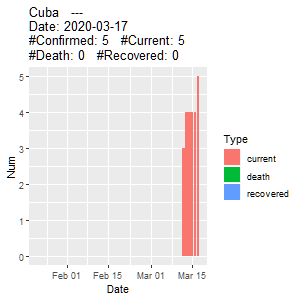 Cuba ---
Date: 2020-03-17
#Confirmed: 5 #Current: 5
#Death: 0 #Recovered: 0
5
4
3
2
1
0
Num
Feb 01 Feb 15 Mar 01 Mar 15
Date
Type
current
death
recovered